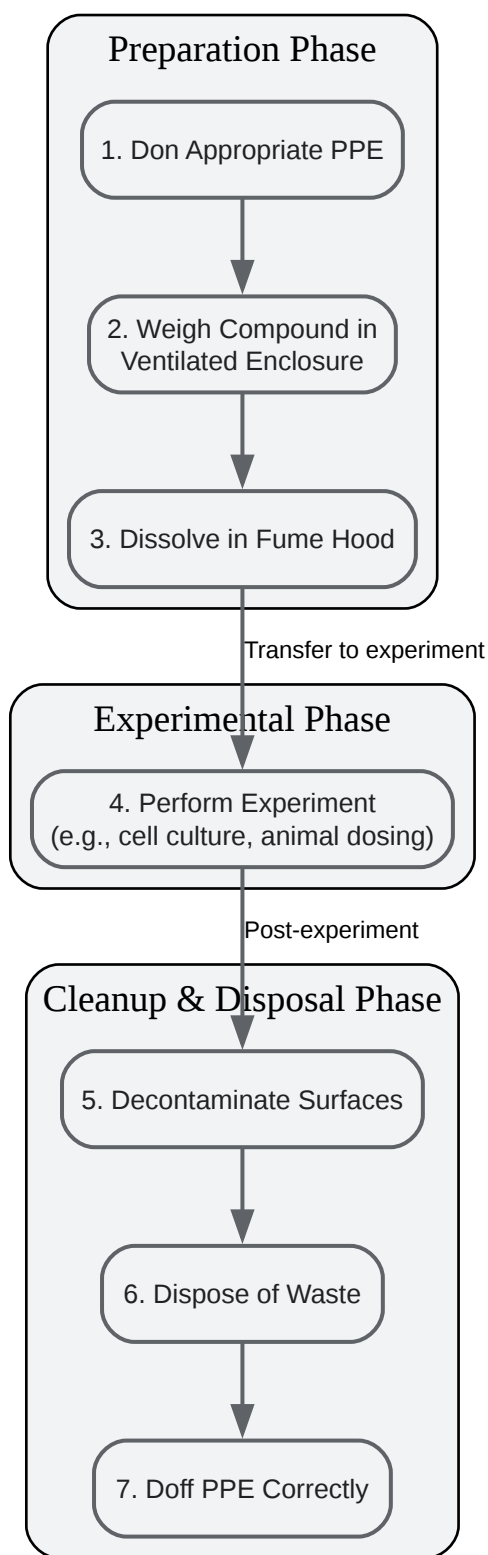 Preparation Phase
1. Don Appropriate PPE
2. Weigh Compound in
Ventilated Enclosure
3. Dissolve in Fume Hood
Transfer to experiment
Experimental Phase
4. Perform Experiment
(e.g., cell culture, animal dosing)
Post-experiment
Cleanup & Disposal Phase
5. Decontaminate Surfaces
6. Dispose of Waste
7. Doff PPE Correctly